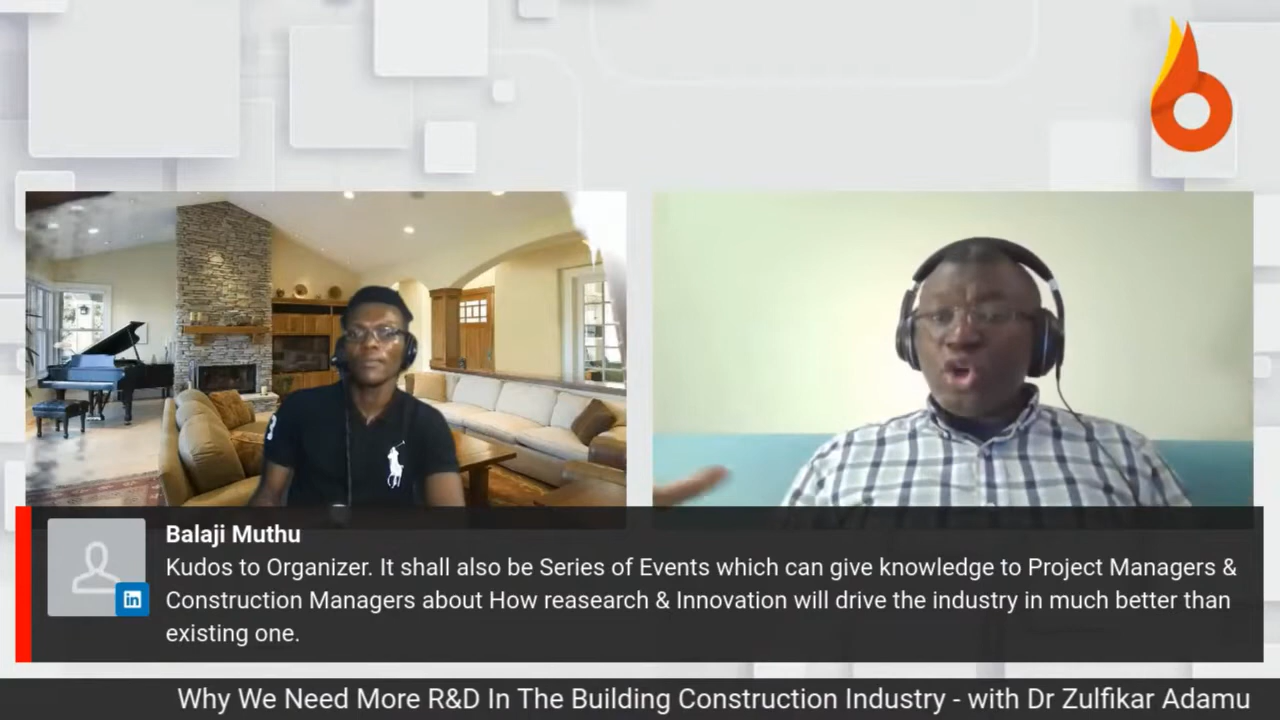 Balaji Muthu
Kudos to Organizer. It shall also be Series of Events which can give knowledge to Project Managers &
Construction Managers about How reasearch & Innovation will drive the industry in much better than
existing one.
in
Why We Need More R&D In The Building Construction Industry - with Dr Zulfikar Adamu